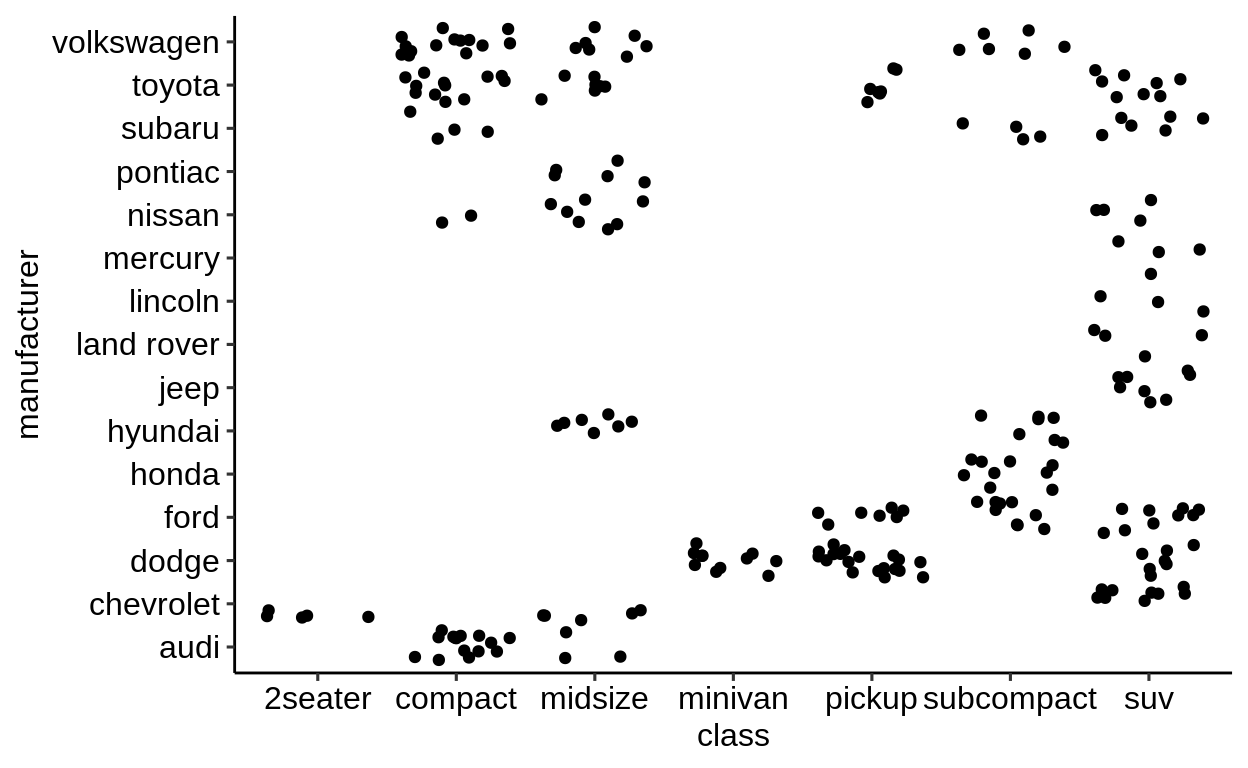 volkswagen
toyota
subaru
pontiac
nissan
mercury
lincoln
land rover
jeep
hyundai
honda
ford
dodge
chevrolet
audi
manufacturer
2seater compact midsize minivan pickup subcompact suv
class